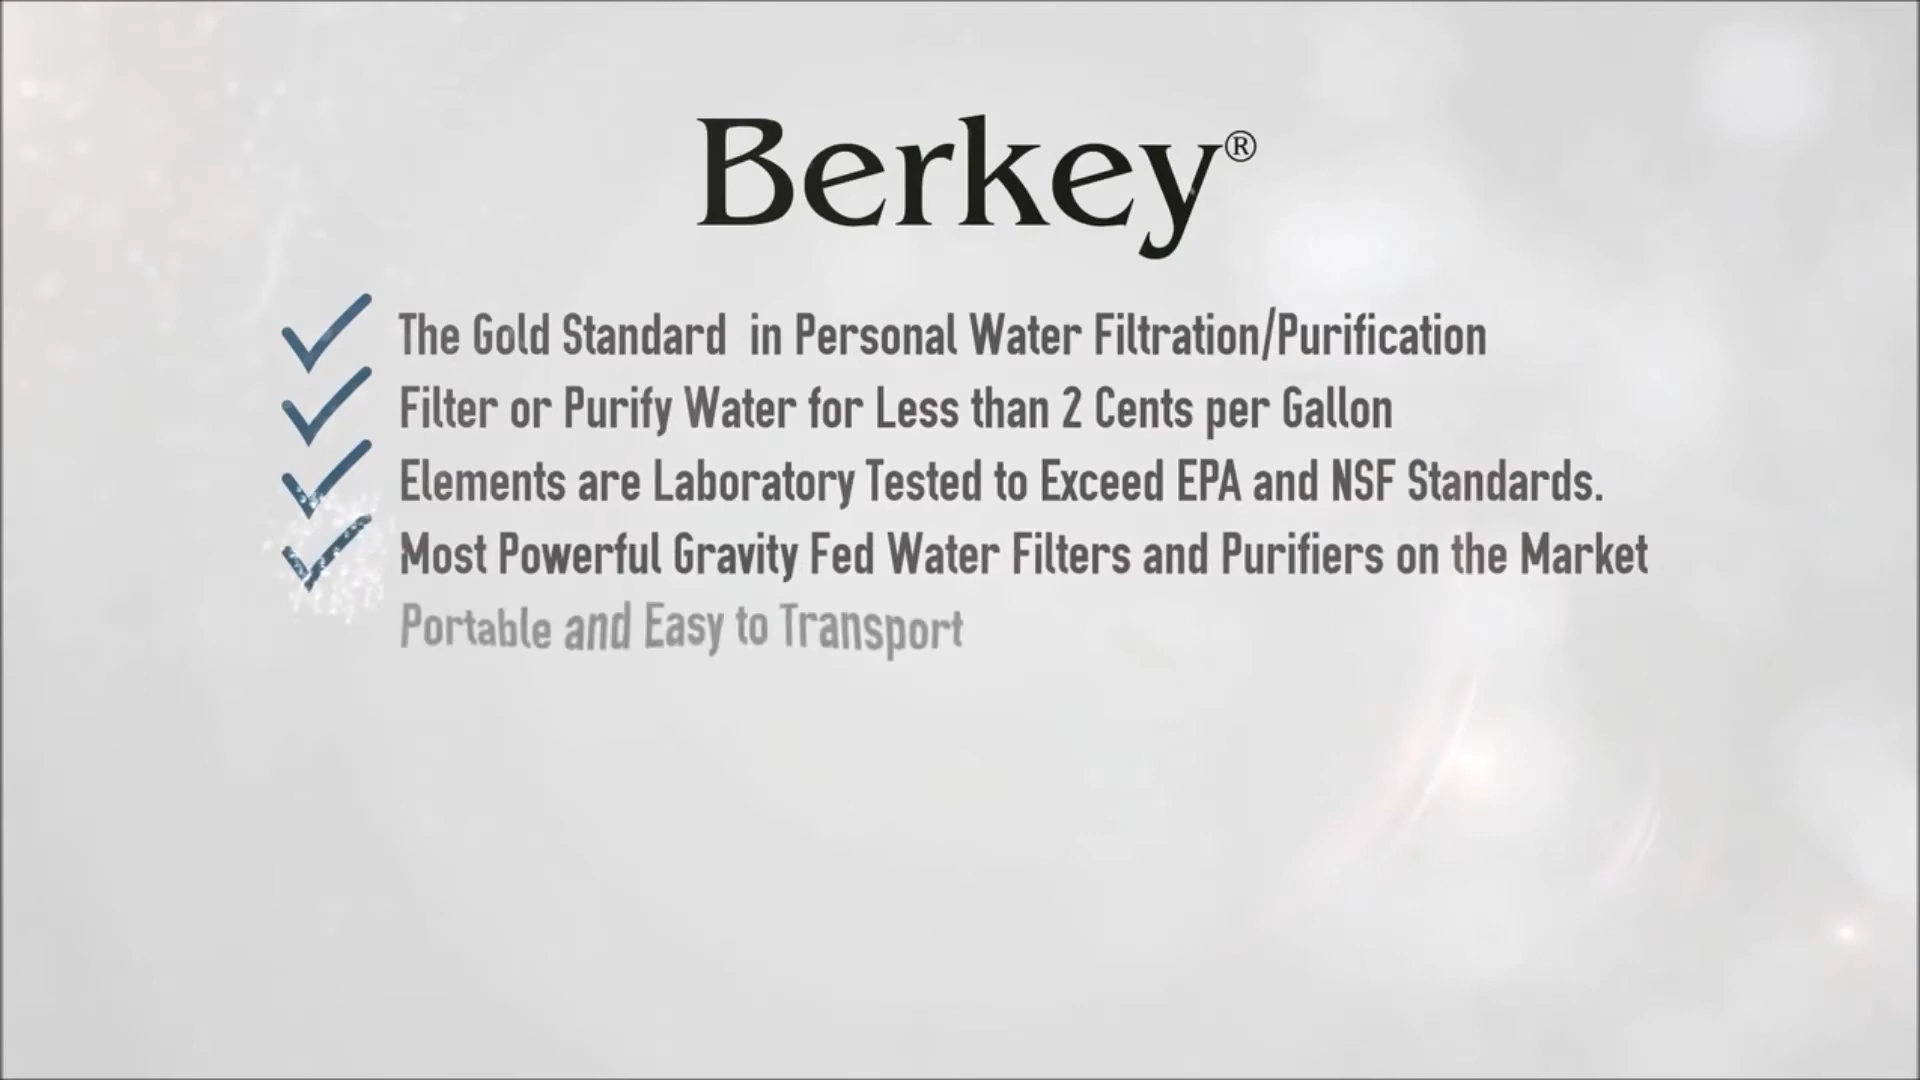 Berkey®
The Gold Standard in Personal Water Filtration/Purification
Filter or Purify Water for Less than 2 Cents per Gallon
Elements are Laboratory Tested to Exceed EPA and NSF Standards.
Most Powerful Gravity Fed Water Filters and Purifiers on the Market
Portable and Easy to Transport